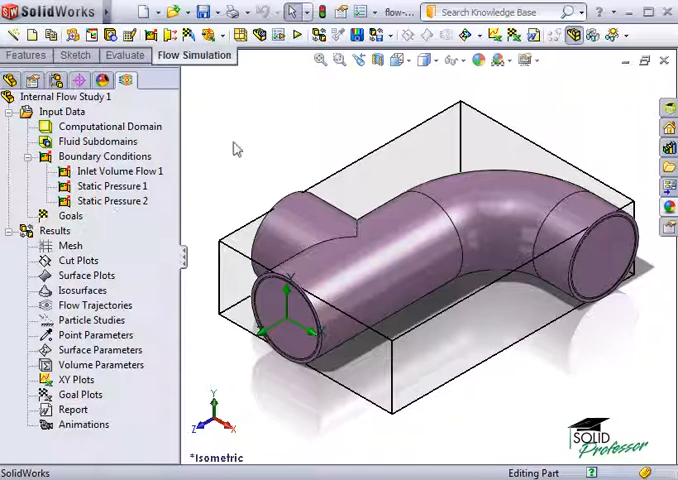 SolidWorks
flow-...
Search Knowledge Base
?
Features
Sketch
Evaluate
Flow Simulation
Internal Flow Study 1
Input Data
Computational Domain
Fluid Subdomains
Boundary Conditions
Inlet Volume Flow 1
Static Pressure 1
Static Pressure 2
Goals
Results
Mesh
Cut Plots
Surface Plots
Isosurfaces
Flow Trajectories
Particle Studies
Point Parameters
Surface Parameters
Volume Parameters
XY Plots
Goal Plots
Report
Animations
Y
Y
Z
X
*Isometric
SOLID
Professor
SolidWorks
Editing Part
?